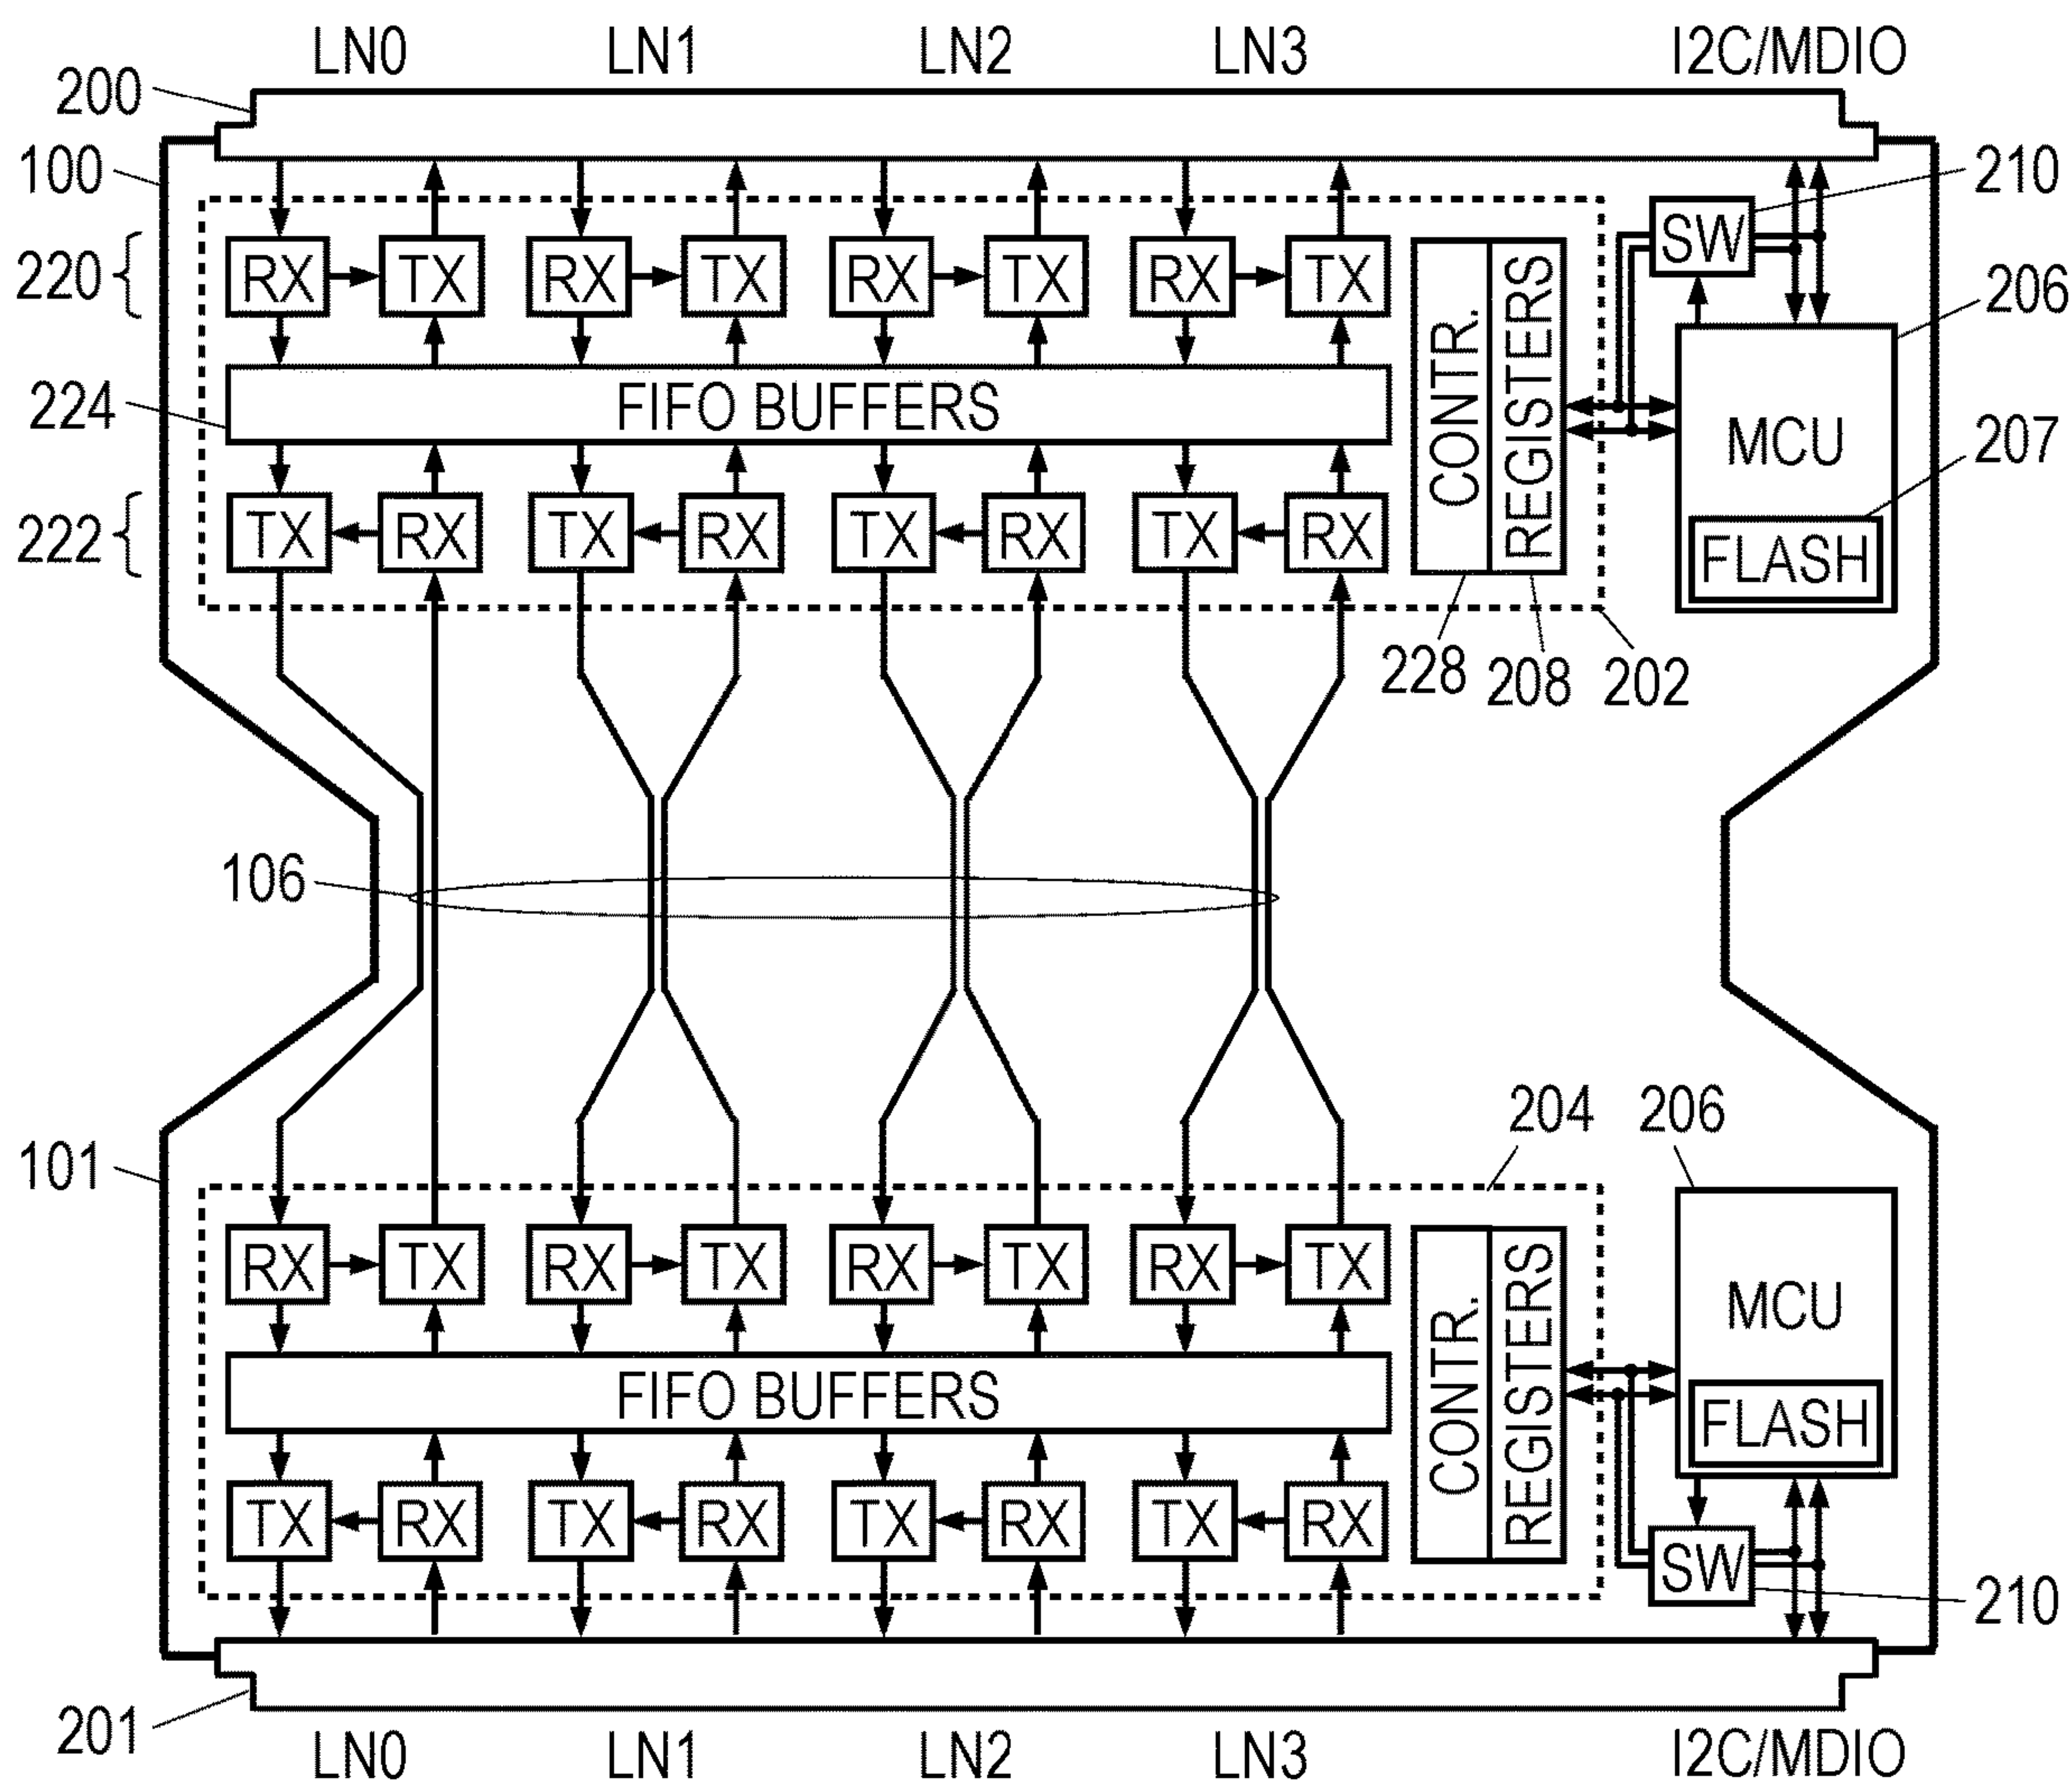 LN0 LN1 LN2 LN3 I2C/MDIO
200
100
210
220 RX TX RX TX RX TX RX TX SW
206
CONTR. REGISTERS
224 FIFO BUFFERS
MCU
207
222 TX RX TX RX TX RX TX RX
FLASH
228 208 202
106
204 206
101
RX TX RX TX RX TX RX TX
MCU
CONTR. REGISTERS
FIFO BUFFERS
FLASH
TX RX TX RX TX RX TX RX
SW
210
201
LN0 LN1 LN2 LN3 I2C/MDIO